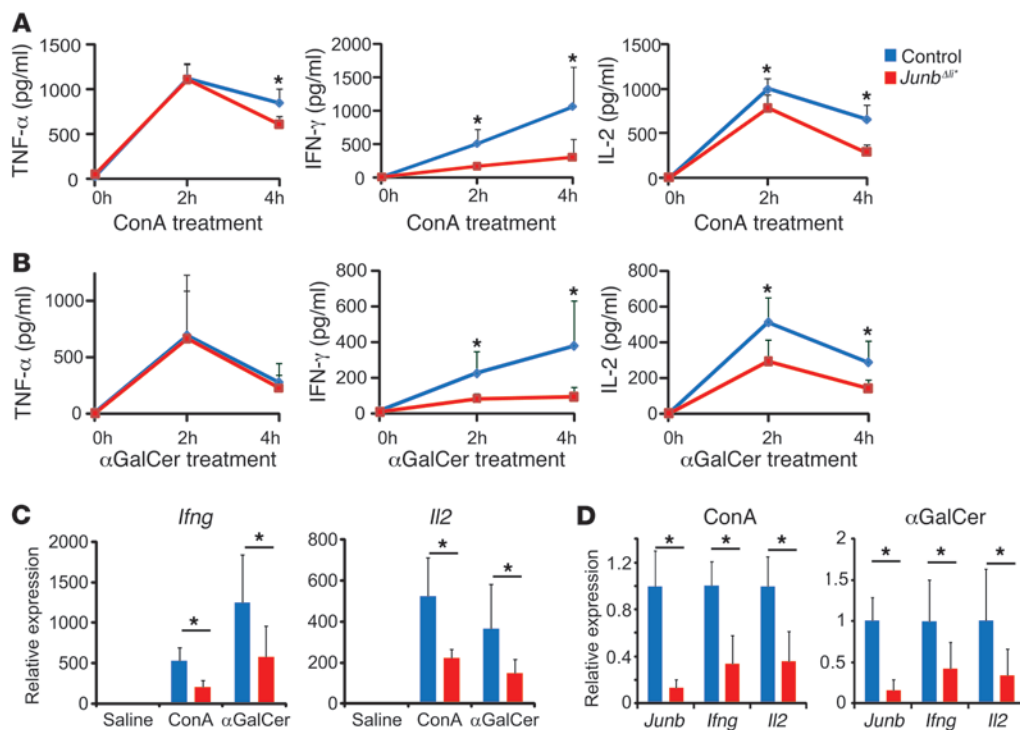 A
TNF-α (pg/ml)
1500
1000
500
0
0h 2h 4h
*
ConA treatment
IFN-γ (pg/ml)
2000
1500
1000
500
0
0h 2h 4h
* *
ConA treatment
IL-2 (pg/ml)
1500
1000
500
0
0h 2h 4h
* *
ConA treatment
Control
Junb^Δli*
B
TNF-α (pg/ml)
1000
500
0
0h 2h 4h
αGalCer treatment
IFN-γ (pg/ml)
800
600
400
200
0
0h 2h 4h
* *
αGalCer treatment
IL-2 (pg/ml)
800
600
400
200
0
0h 2h 4h
* *
αGalCer treatment
C
Ifng
Relative expression
2000
1500
1000
500
0
* *
Saline ConA αGalCer
Il2
800
600
400
200
0
* *
Saline ConA αGalCer
D
ConA
Relative expression
1.2
0.8
0.4
0
* * *
Junb Ifng Il2
αGalCer
2
1.5
1
0.5
0
* * *
Junb Ifng Il2